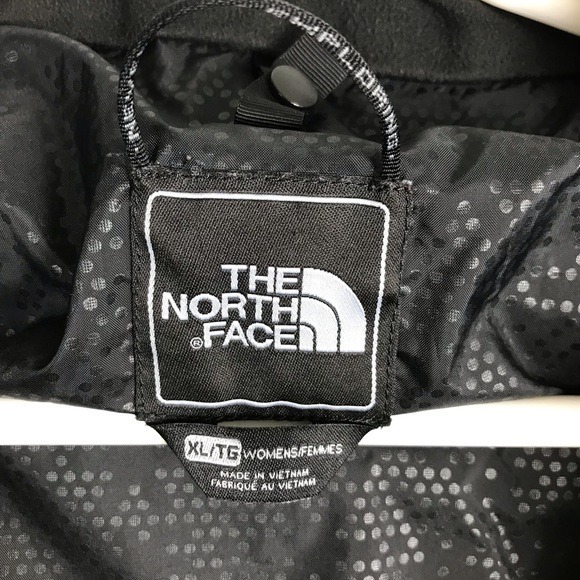 THE
NORTH
FACE
®
XL/TG WOMENS/FEMMES
MADE IN VIETNAM
FABRIQUÉ AU VIETNAM